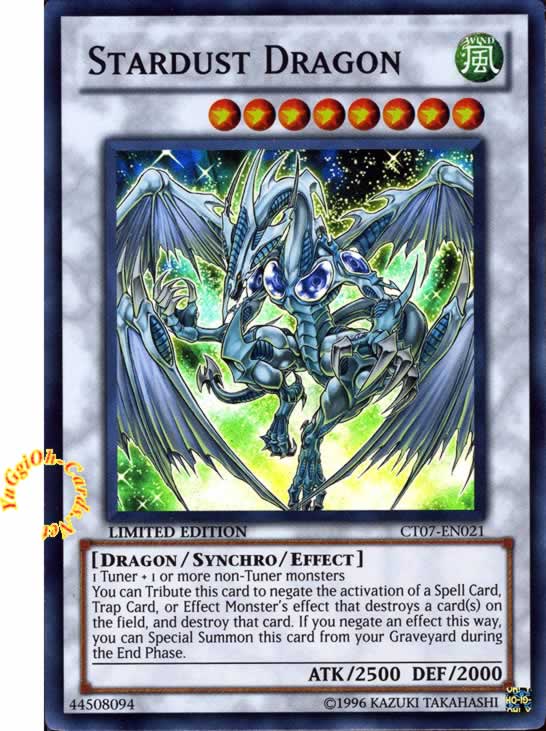 STARDUST DRAGON
WIND
風
YuGgiOh-Cards.Net
LIMITED EDITION
CT07-EN021
[DRAGON/SYNCHRO/EFFECT]
1 Tuner + 1 or more non-Tuner monsters
You can Tribute this card to negate the activation of a Spell Card,
Trap Card, or Effect Monster's effect that destroys a card(s) on
the field, and destroy that card. If you negate an effect this way,
you can Special Summon this card from your Graveyard during
the End Phase.
ATK/2500 DEF/2000
44508094
©1996 KAZUKI TAKAHASHI